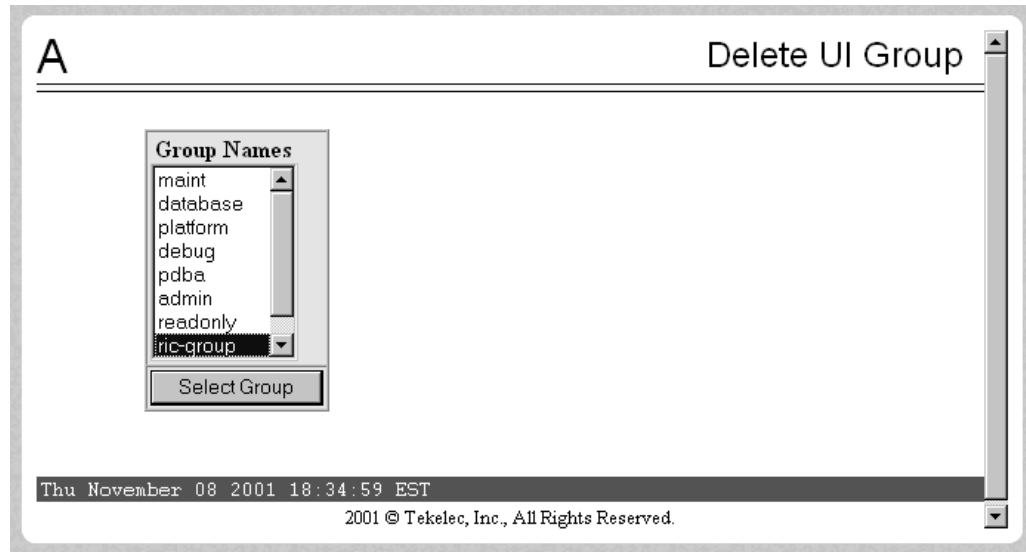 A
Delete UI Group
Group Names
maint
database
platform
debug
pdba
admin
readonly
ric-group
Select Group
Thu November 08 2001 18:34:59 EST
2001 © Tekelec, Inc., All Rights Reserved.